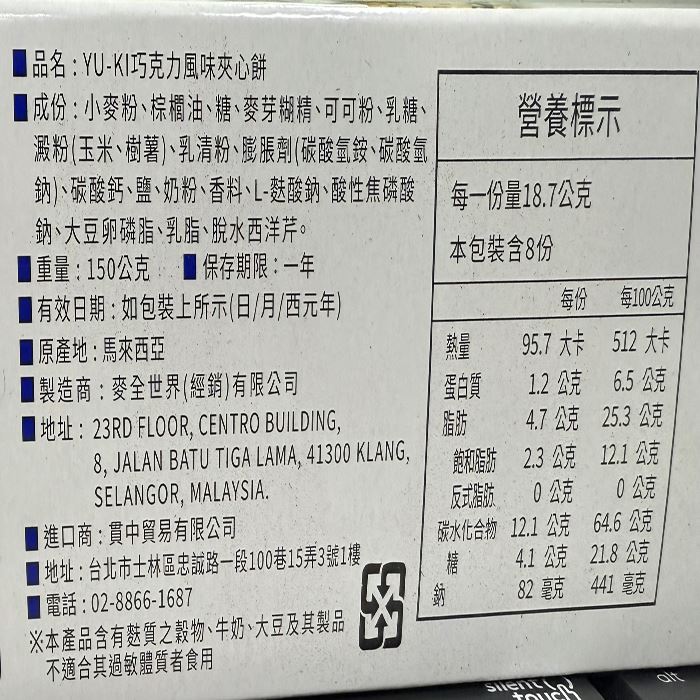 品名:YU-KI巧克力風味夾心餅
成份:小麥粉、棕櫚油、糖、麥芽糊精、可可粉、乳糖、
澱粉(玉米、樹薯)、乳清粉、膨脹劑(碳酸氫銨、碳酸氫
鈉)、碳酸鈣、鹽、奶粉、香料、L-麩酸鈉、酸性焦磷酸
鈉、大豆卵磷脂、乳脂、脫水西洋芹。
重量:150公克 保存期限:一年
有效日期:如包裝上所示(日/月/西元年)
原產地:馬來西亞
製造商:麥全世界(經銷)有限公司
地址: 23RD FLOOR, CENTRO BUILDING,
8, JALAN BATU TIGA LAMA, 41300 KLANG,
SELANGOR, MALAYSIA.
進口商:貫中貿易有限公司
地址:台北市士林區忠誠路一段100巷15弄3號1樓
電話:02-8866-1687
※本產品含有麩質之穀物、牛奶、大豆及其製品
不適合其過敏體質者食用
營養標示
每一份量18.7公克
本包裝含8份
每份 每100公克
熱量 95.7 大卡 512 大卡
蛋白質 1.2 公克 6.5 公克
脂肪 4.7 公克 25.3 公克
飽和脂肪 2.3 公克 12.1 公克
反式脂肪 0 公克 0 公克
碳水化合物 12.1 公克 64.6 公克
糖 4.1 公克 21.8 公克
鈉 82 毫克 441 毫克
silent
touch
alt